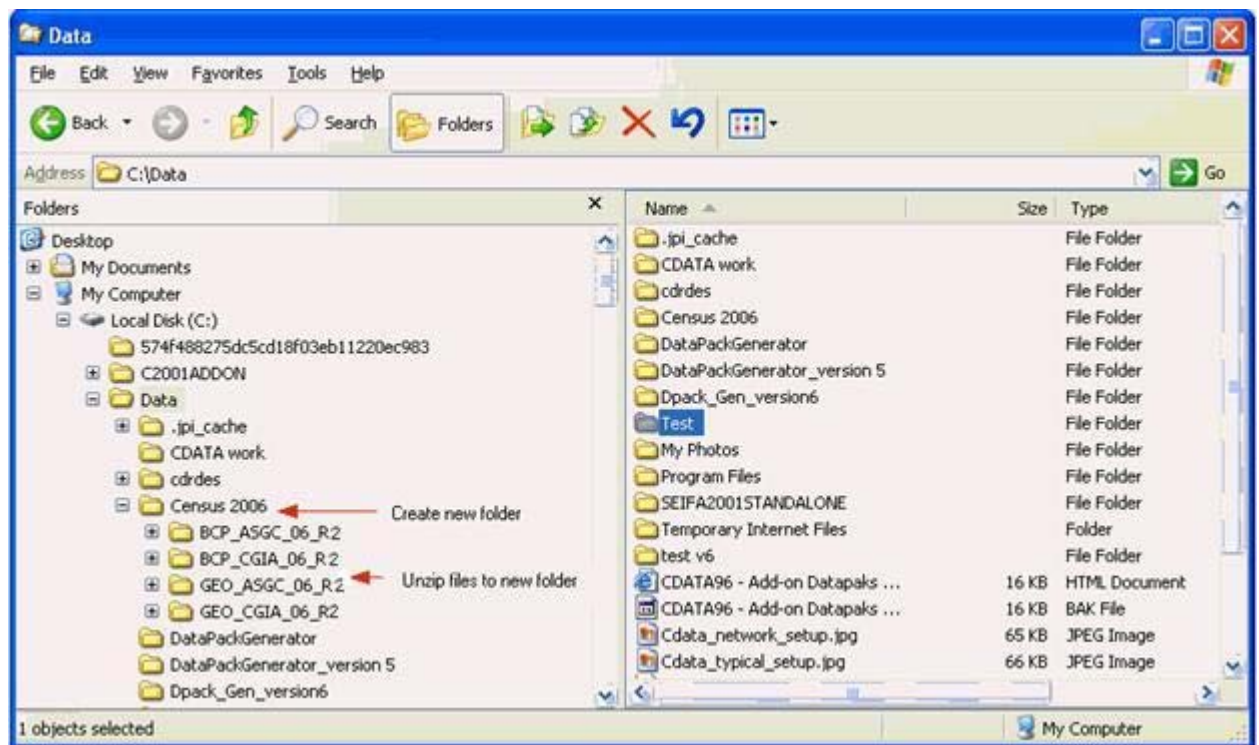 Data
File Edit View Favorites Tools Help
Back Search Folders
Address C:\Data Go
Folders
Desktop
My Documents
My Computer
Local Disk (C:)
574f488275dc5cd18f03eb11220ec983
C2001ADDON
Data
.jpi_cache
CDATA work
cdrdes
Census 2006
Create new folder
BCP_ASGC_06_R2
BCP_CGIA_06_R2
GEO_ASGC_06_R2
Unzip files to new folder
GEO_CGIA_06_R2
DataPackGenerator
DataPackGenerator_version 5
Dpack_Gen_version6
Name Size Type
.jpi_cache File Folder
CDATA work File Folder
cdrdes File Folder
Census 2006 File Folder
DataPackGenerator File Folder
DataPackGenerator_version 5 File Folder
Dpack_Gen_version6 File Folder
Test File Folder
My Photos File Folder
Program Files File Folder
SEIFA2001STANDALONE File Folder
Temporary Internet Files Folder
test v6 File Folder
CDATA96 - Add-on Datapaks ... 16 KB HTML Document
CDATA96 - Add-on Datapaks ... 16 KB BAK File
Cdata_network_setup.jpg 65 KB JPEG Image
Cdata_typical_setup.jpg 66 KB JPEG Image
1 objects selected My Computer